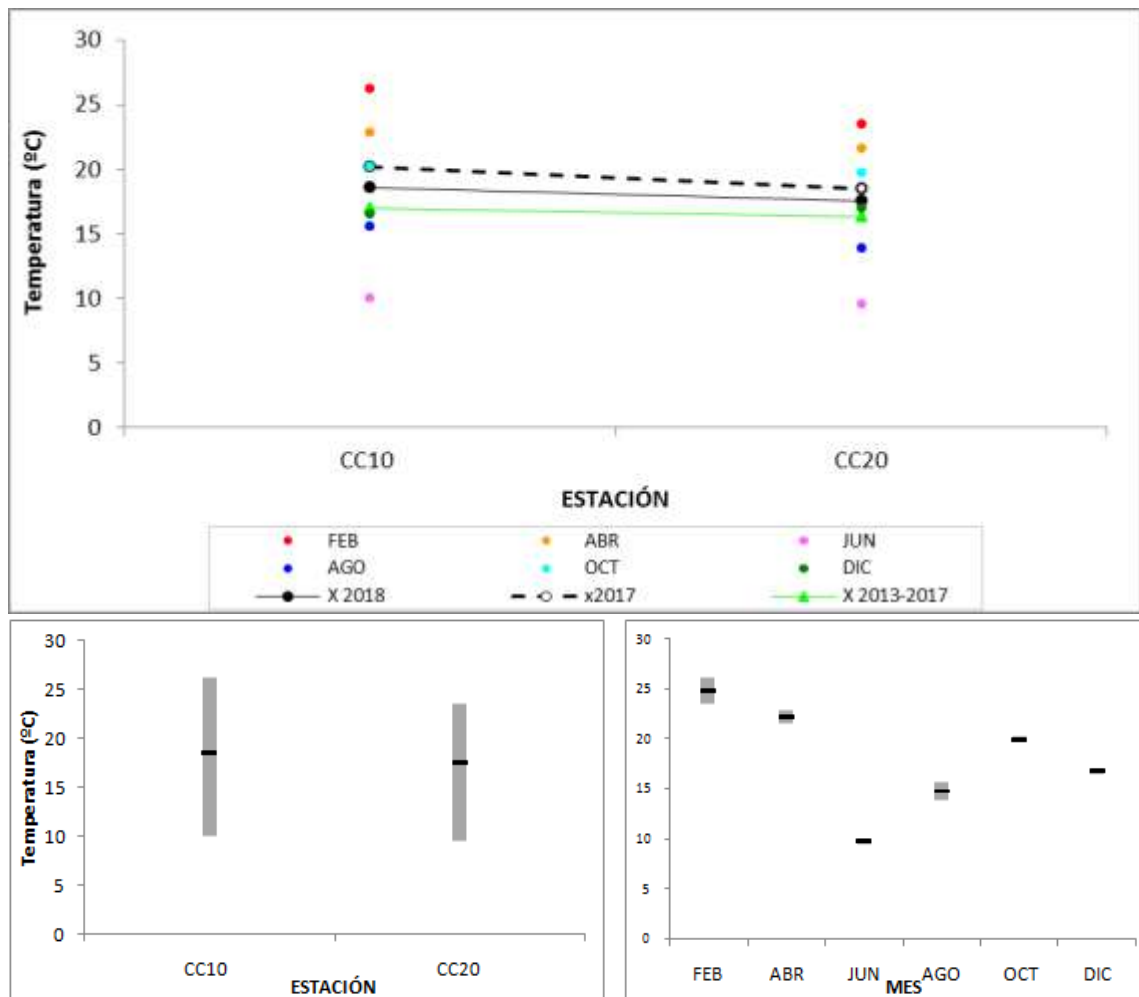 30
25
20
15
10
5
0
Temperatura (ºC)
CC10 CC20
ESTACIÓN
FEB ABR JUN
AGO OCT DIC
X 2018 x2017 X 2013-2017
30
25
20
15
10
5
0
Temperatura (ºC)
CC10 CC20
ESTACIÓN
30
25
20
15
10
5
0
FEB ABR JUN AGO OCT DIC
MES